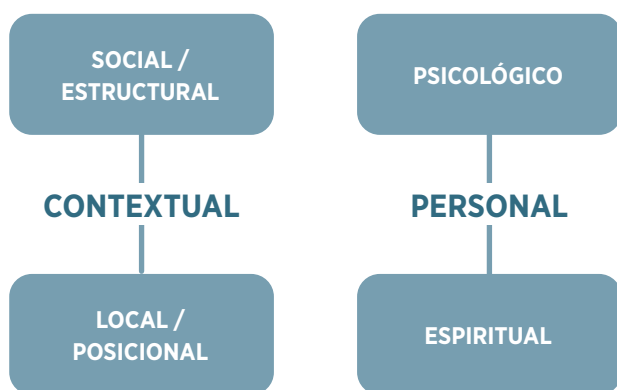 SOCIAL /
ESTRUCTURAL
CONTEXTUAL
LOCAL /
POSICIONAL
PSICOLÓGICO
PERSONAL
ESPIRITUAL